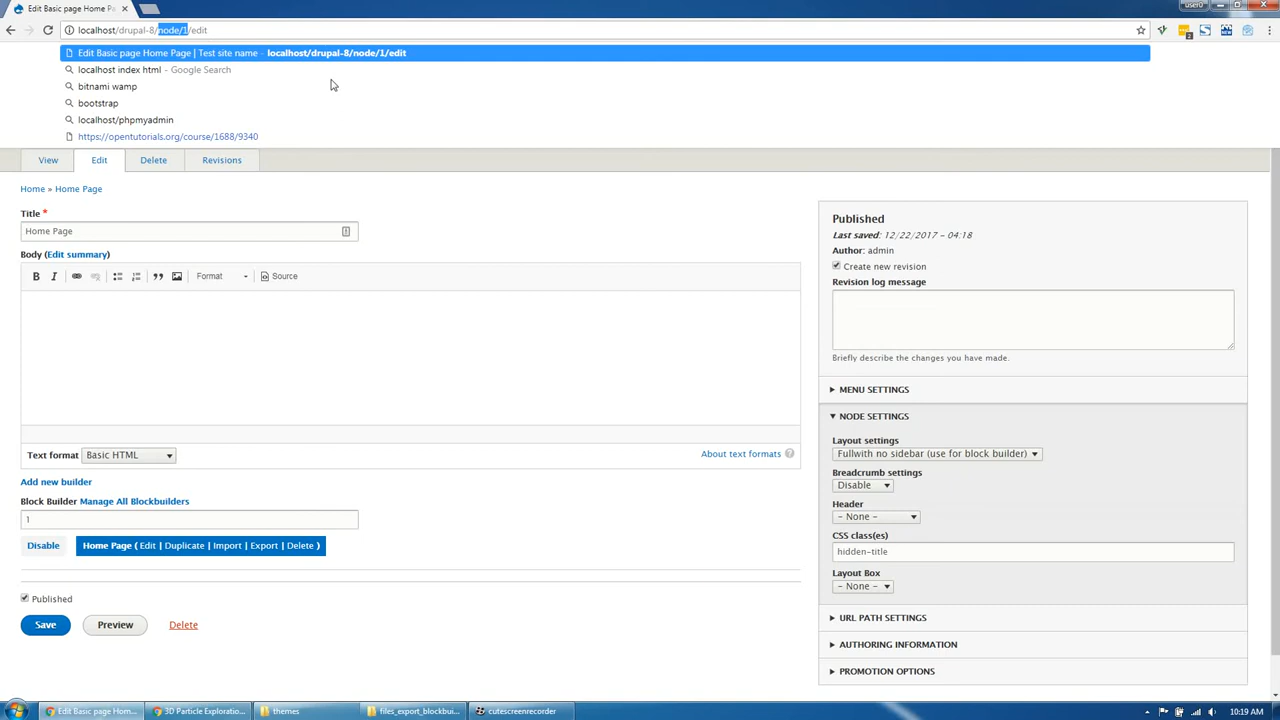 Edit Basic page Home P
user0
localhost/drupal-8/node/1/edit
Edit Basic page Home Page | Test site name - localhost/drupal-8/node/1/edit
localhost index html - Google Search
bitnami wamp
bootstrap
localhost/phpmyadmin
https://opentutorials.org/course/1688/9340
View Edit Delete Revisions
Home » Home Page
Title *
Home Page
Body (Edit summary)
B I Format Source
Text format Basic HTML
About text formats ?
Add new builder
Block Builder Manage All Blockbuilders
1
Disable Home Page ( Edit | Duplicate | Import | Export | Delete )
Published
Save Preview Delete
Published
Last saved: 12/22/2017 - 04:18
Author: admin
Create new revision
Revision log message
Briefly describe the changes you have made.
MENU SETTINGS
NODE SETTINGS
Layout settings
Fullwith no sidebar (use for block builder)
Breadcrumb settings
Disable
Header
- None -
CSS class(es)
hidden-title
Layout Box
- None -
URL PATH SETTINGS
AUTHORING INFORMATION
PROMOTION OPTIONS
Edit Basic page Hom... 3D Particle Exploratio... themes files_export_blockbui... cutescreenrecorder 10:19 AM